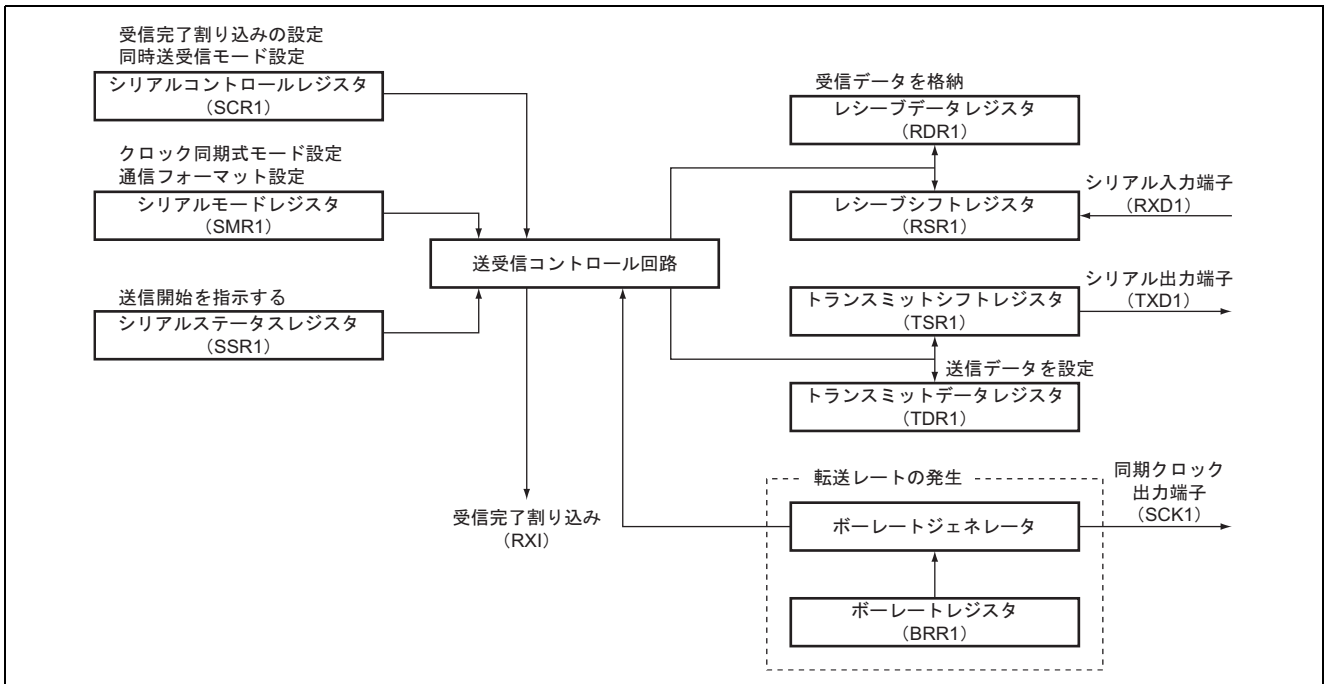 受信完了割り込みの設定
同時送受信モード設定
シリアルコントロールレジスタ
（SCR1）
クロック同期式モード設定
通信フォーマット設定
シリアルモードレジスタ
（SMR1）
送信開始を指示する
シリアルステータスレジスタ
（SSR1）
送受信コントロール回路
受信完了割り込み
（RXI）
受信データを格納
レシーブデータレジスタ
（RDR1）
レシーブシフトレジスタ
（RSR1）
シリアル入力端子
（RXD1）
トランスミットシフトレジスタ
（TSR1）
シリアル出力端子
（TXD1）
送信データを設定
トランスミットデータレジスタ
（TDR1）
転送レートの発生
ボーレートジェネレータ
同期クロック
出力端子
（SCK1）
ボーレートレジスタ
（BRR1）